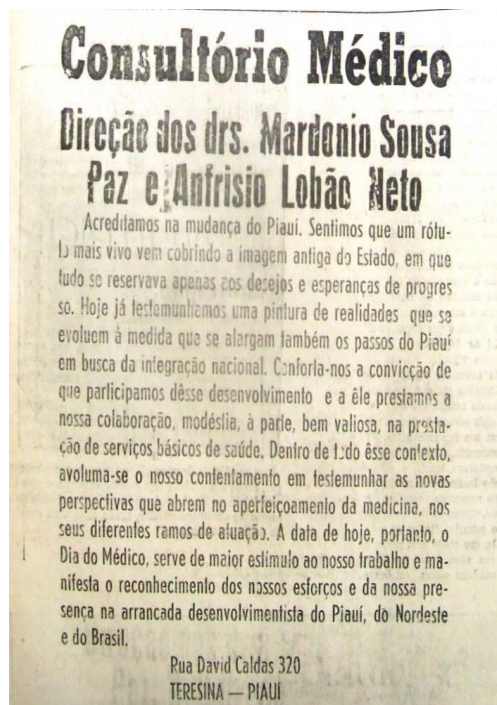 Consultório Médico
Direção dos drs. Mardonio Sousa
Paz e Anfrisio Lobão Neto
Acreditamos na mudança do Piauí. Sentimos que um rótu-
lo mais vivo vem cobrindo a imagem antiga do Estado, em que
tudo se reservava apenas aos desejos e esperanças de progres
so. Hoje já testemunhamos uma pintura de realidades que se
evoluem à medida que se alargam também os passos do Piauí
em busca da integração nacional. Conforta-nos a convicção de
que participamos dêsse desenvolvimento e a êle prestamos a
nossa colaboração, modéstia, à parte, bem valiosa, na presta-
ção de serviços básicos de saúde. Dentro de todo êsse contexto,
avoluma-se o nosso contentamento em testemunhar as novas
perspectivas que abrem no aperfeiçoamento da medicina, nos
seus diferentes ramos de atuação. A data de hoje, portanto, o
Dia do Médico, serve de maior estímulo ao nosso trabalho e ma-
nifesta o reconhecimento dos nossos esforços e da nossa pre-
sença na arrancada desenvolvimentista do Piauí, do Nordeste
e do Brasil.
Rua David Caldas 320
TERESINA — PIAUÍ